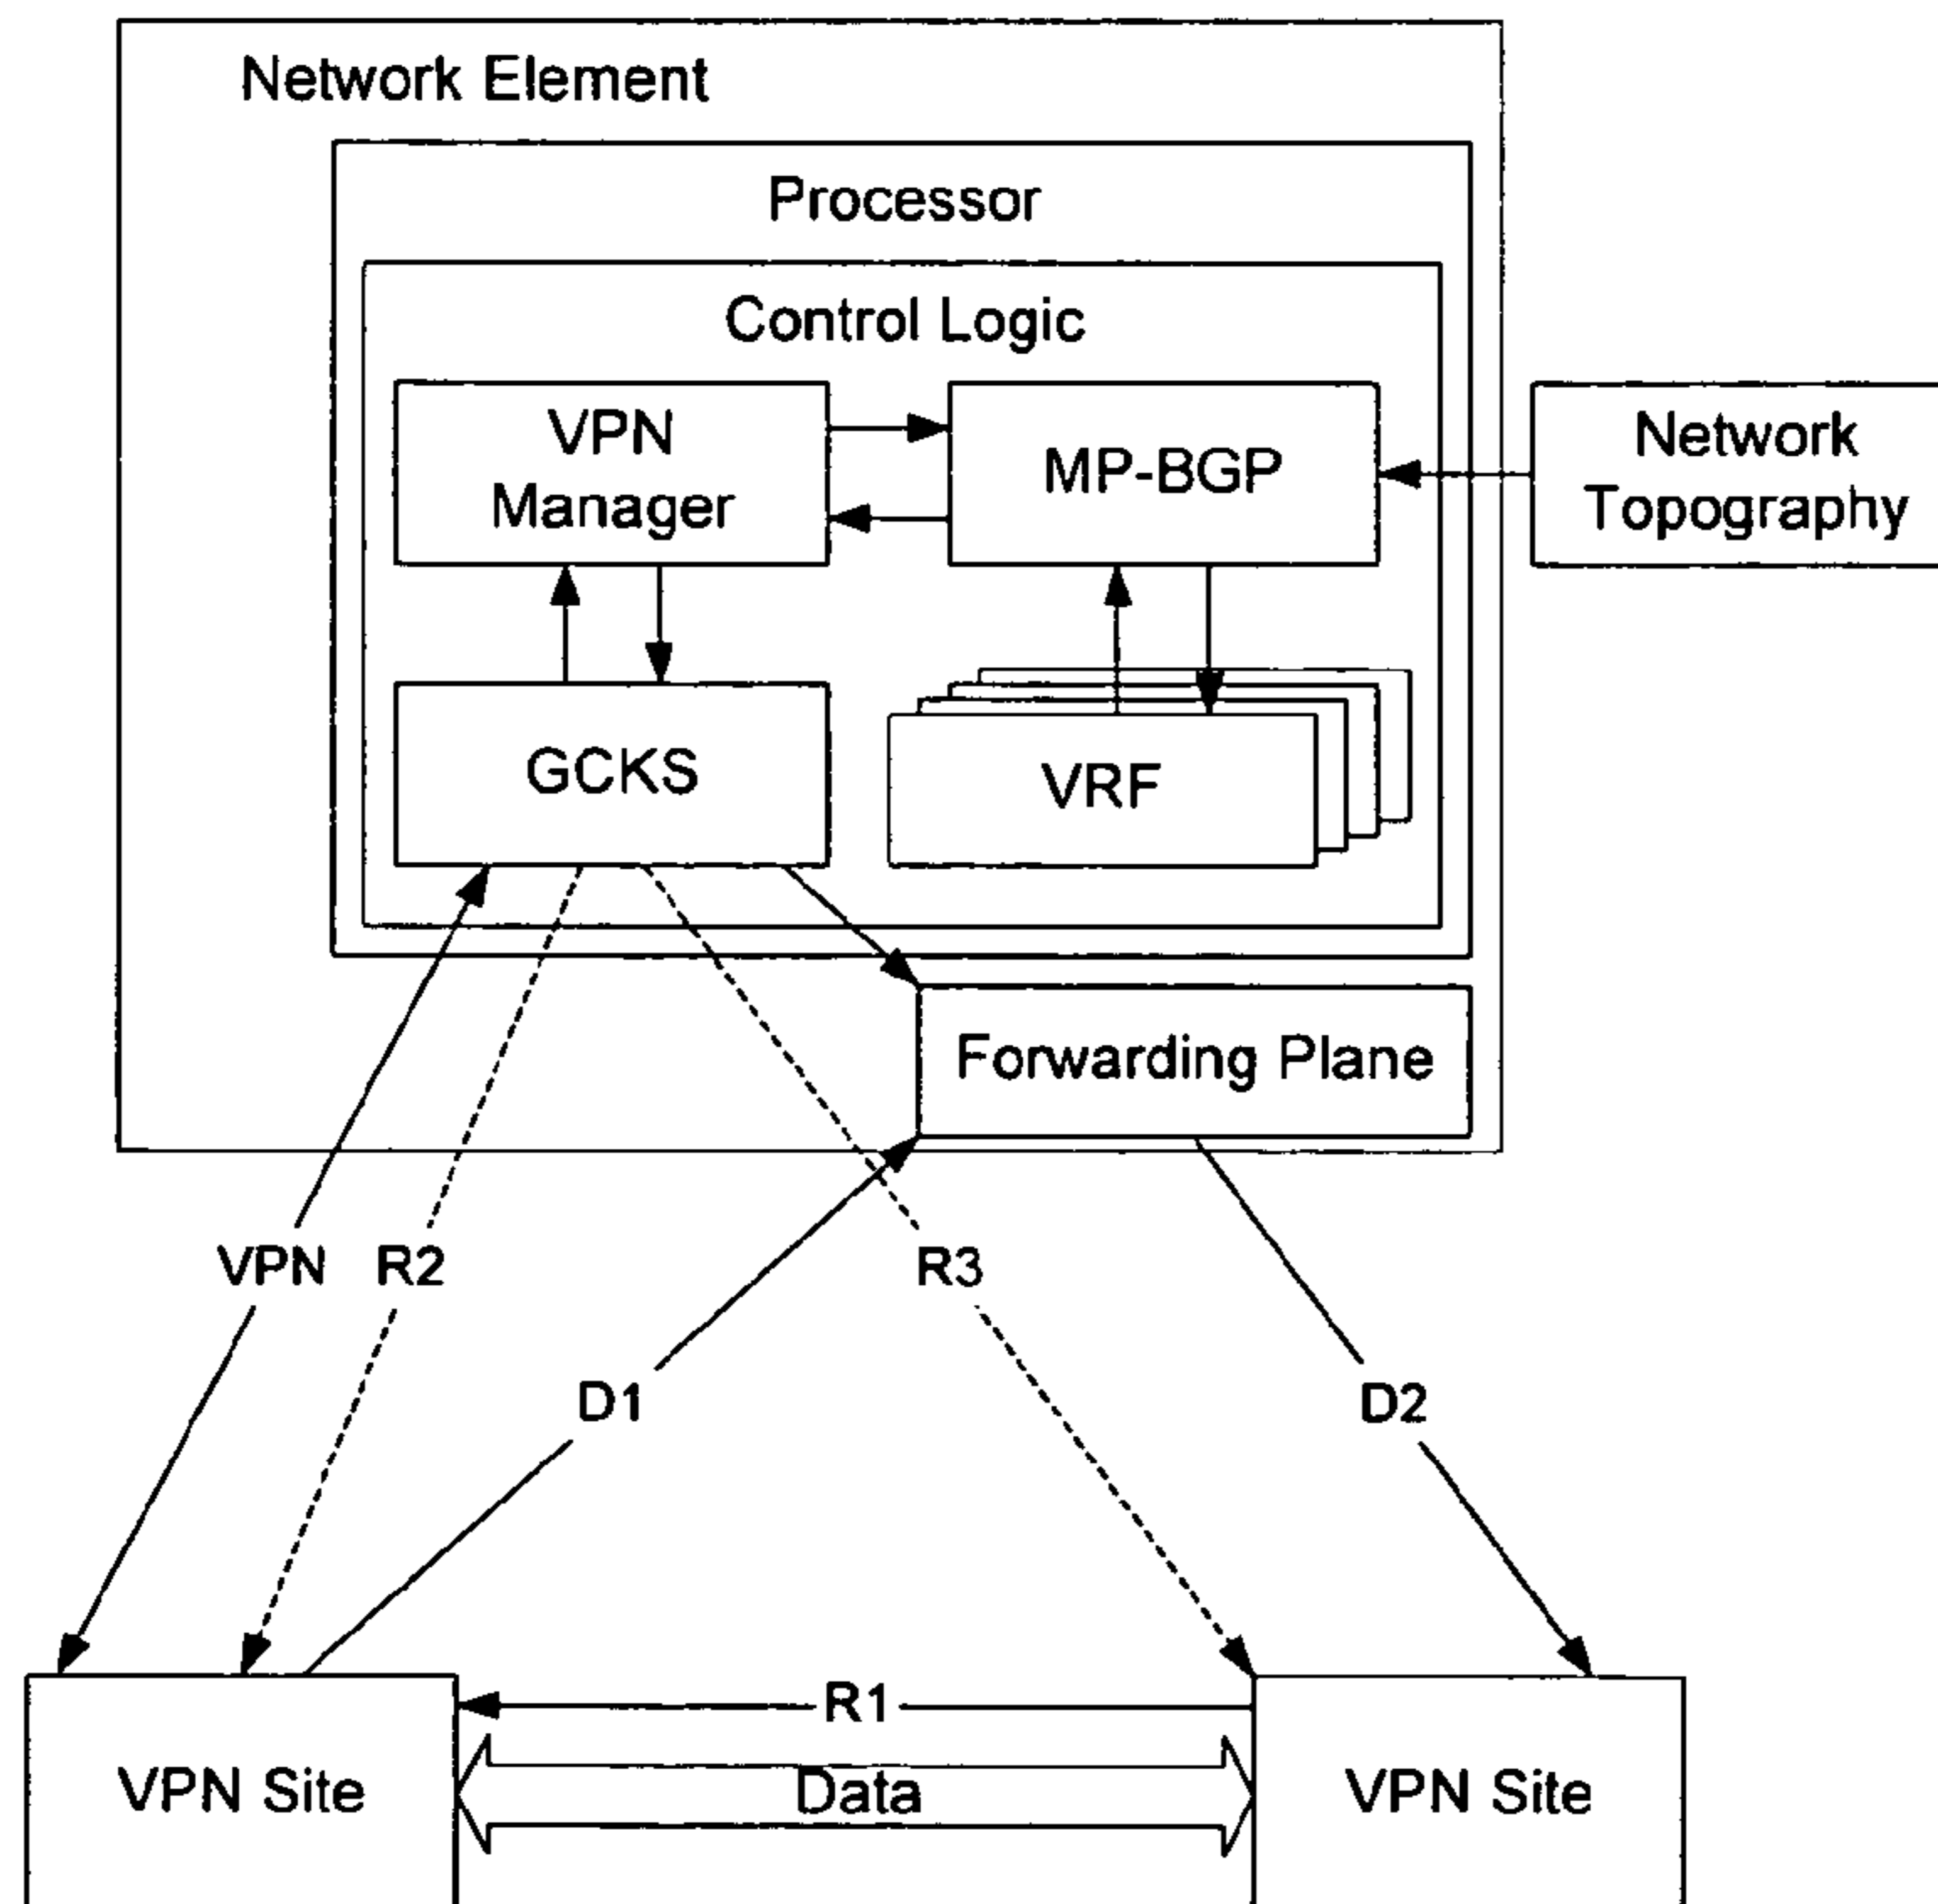 Network Element
Processor
Control Logic
VPN
Manager
MP-BGP
Network
Topography
GCKS
VRF
Forwarding Plane
VPN
R2
R3
D1
D2
R1
VPN Site
Data
VPN Site